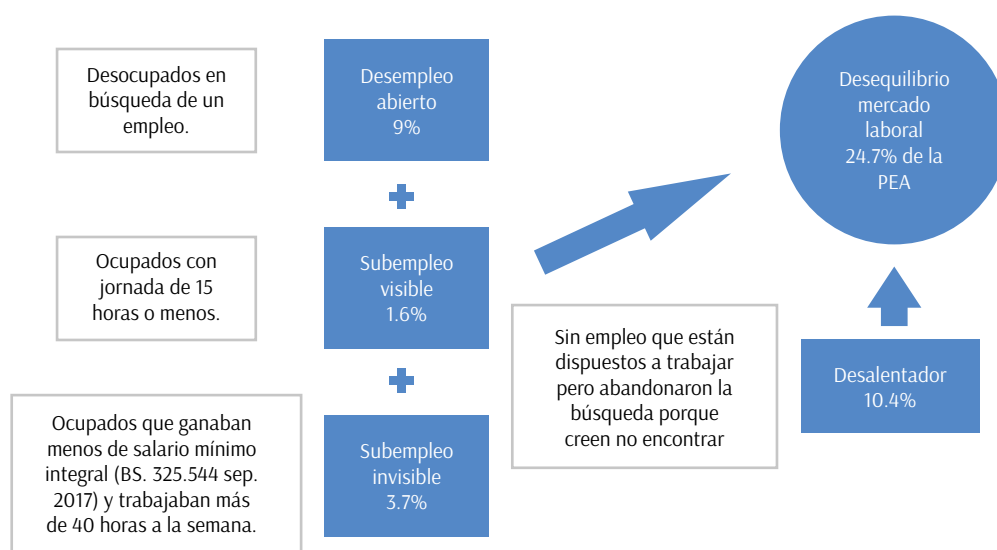 Desocupados en
búsqueda de un
empleo.
Desempleo
abierto
9%
Ocupados con
jornada de 15
horas o menos.
Subempleo
visible
1.6%
Ocupados que ganaban
menos de salario mínimo
integral (BS. 325.544 sep.
2017) y trabajaban más
de 40 horas a la semana.
Subempleo
invisible
3.7%
Desequilibrio
mercado
laboral
24.7% de la
PEA
Sin empleo que están
dispuestos a trabajar
pero abandonaron la
búsqueda porque
creen no encontrar
Desalentador
10.4%